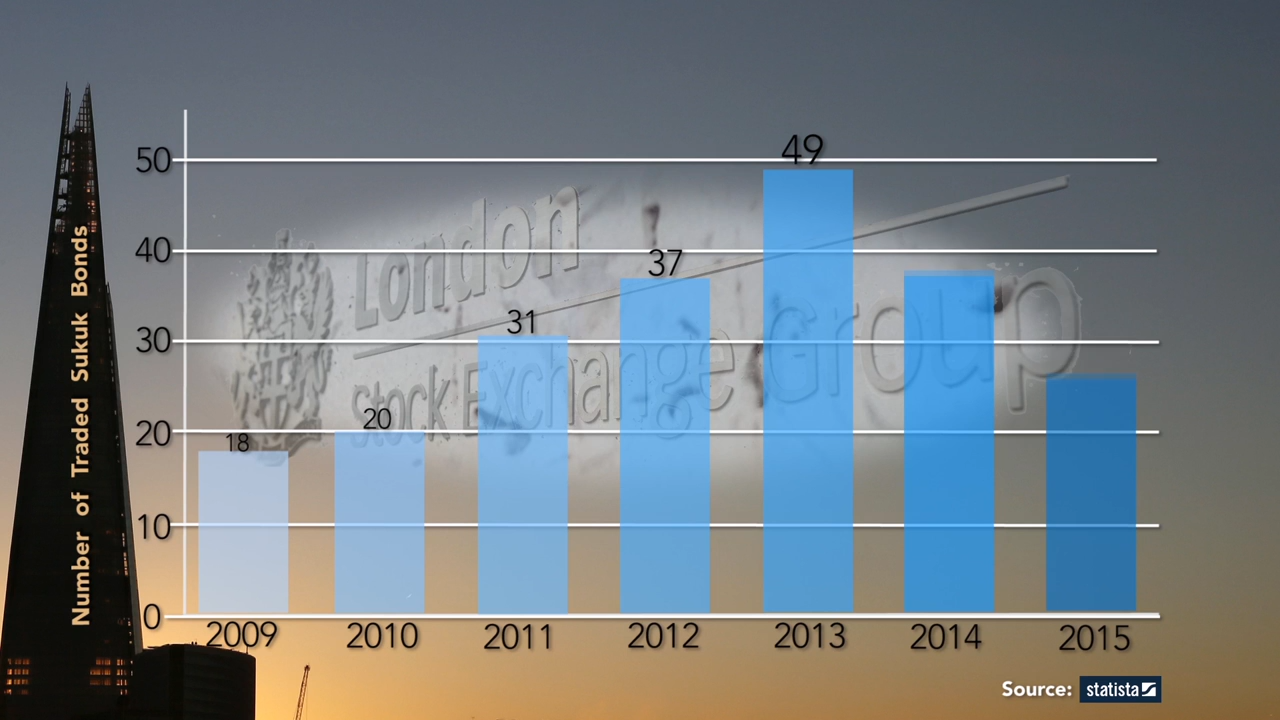 Number of Traded Sukuk Bonds
50
40
30
20
10
0
18
20
31
37
49
2009 2010 2011 2012 2013 2014 2015
London
Stock Exchange Group
Source: statista